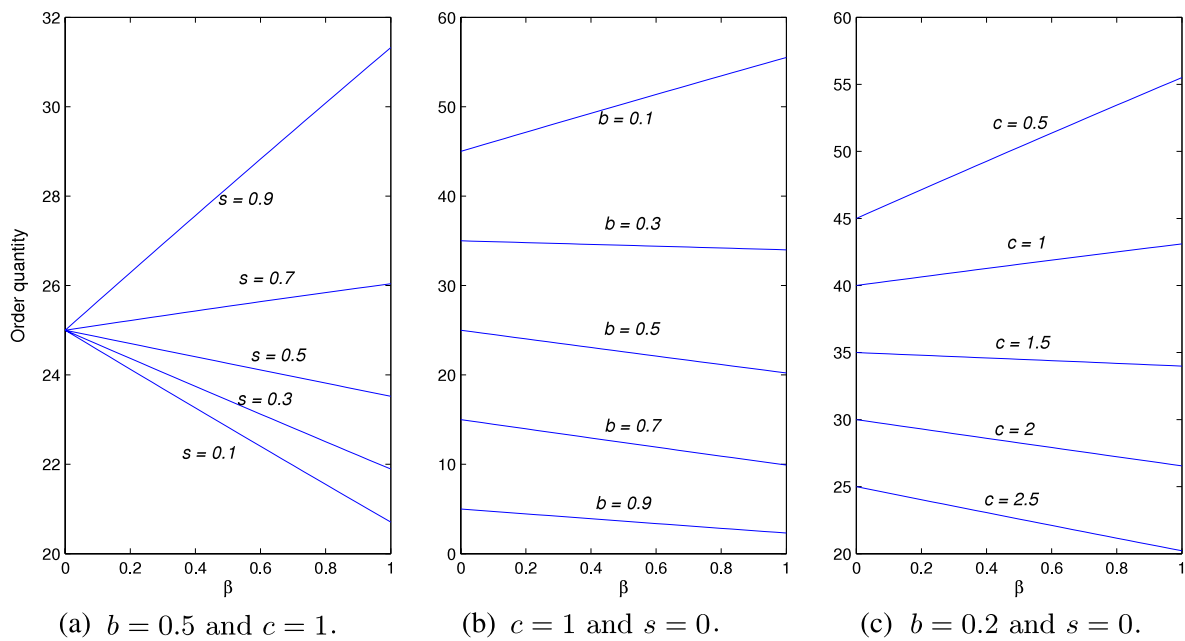 32
30
28
26
24
22
20
Order quantity
s = 0.9
s = 0.7
s = 0.5
s = 0.3
s = 0.1
0 0.2 0.4 0.6 0.8 1
β
(a) b = 0.5 and c = 1.
60
50
40
30
20
10
0
b = 0.1
b = 0.3
b = 0.5
b = 0.7
b = 0.9
0 0.2 0.4 0.6 0.8 1
β
(b) c = 1 and s = 0.
60
55
50
45
40
35
30
25
20
c = 0.5
c = 1
c = 1.5
c = 2
c = 2.5
0 0.2 0.4 0.6 0.8 1
β
(c) b = 0.2 and s = 0.